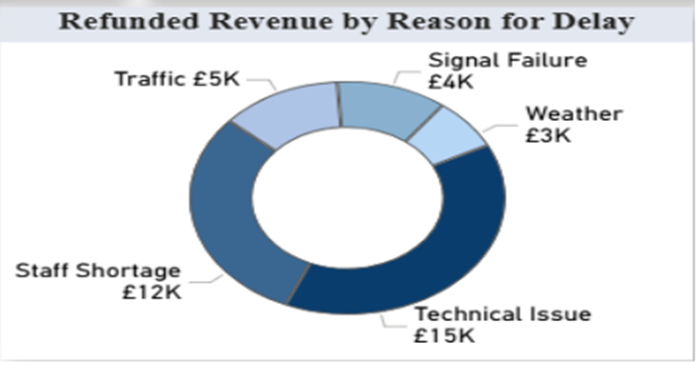 Refunded Revenue by Reason for Delay
Signal Failure
£4K
Traffic £5K
Weather
£3K
Staff Shortage
£12K
Technical Issue
£15K